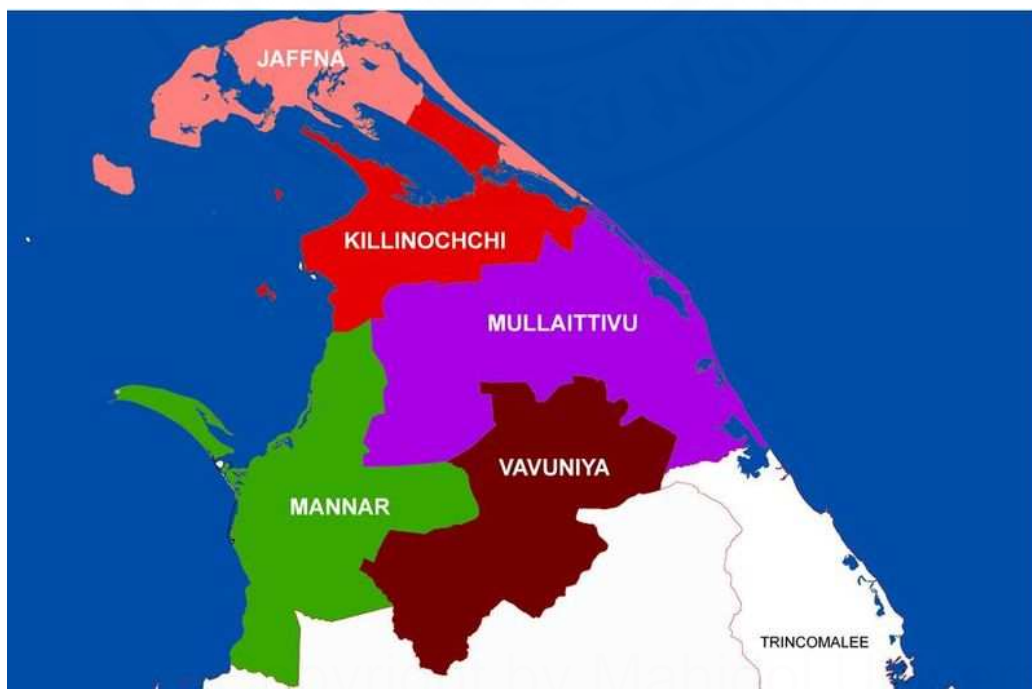 JAFFNA
KILLINOCHCHI
MULLAITTIVU
VAVUNIYA
MANNAR
TRINCOMALEE